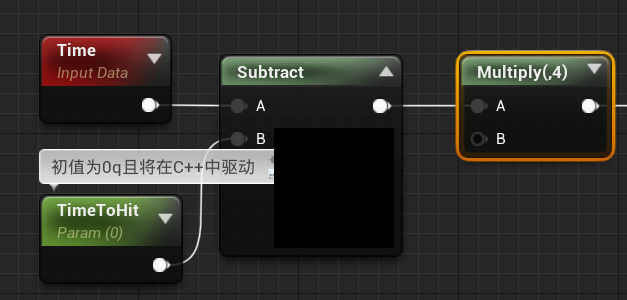 Time
Input Data
Subtract
A
B
Multiply(,4)
A
B
初值为0q且将在C++中驱动
TimeToHit
Param (0)